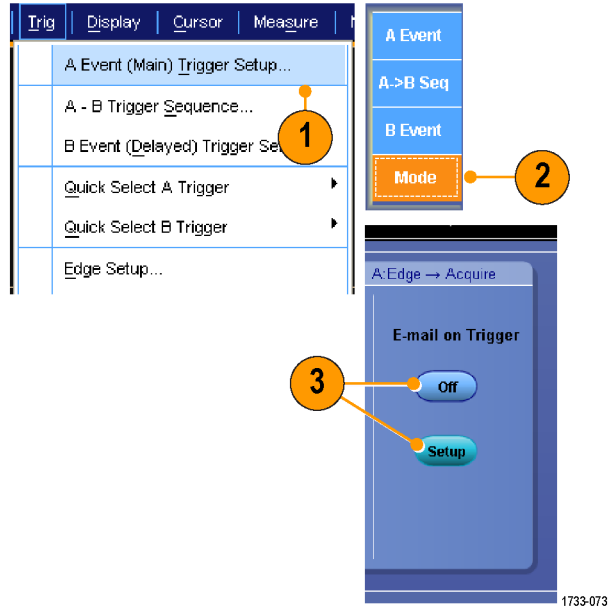 Trig Display Cursor Measure
A Event (Main) Trigger Setup...
A - B Trigger Sequence...
1
B Event (Delayed) Trigger Se
Quick Select A Trigger
Quick Select B Trigger
Edge Setup...
A Event
A->B Seq
B Event
Mode
2
A:Edge → Acquire
E-mail on Trigger
3
Off
Setup
1733-073